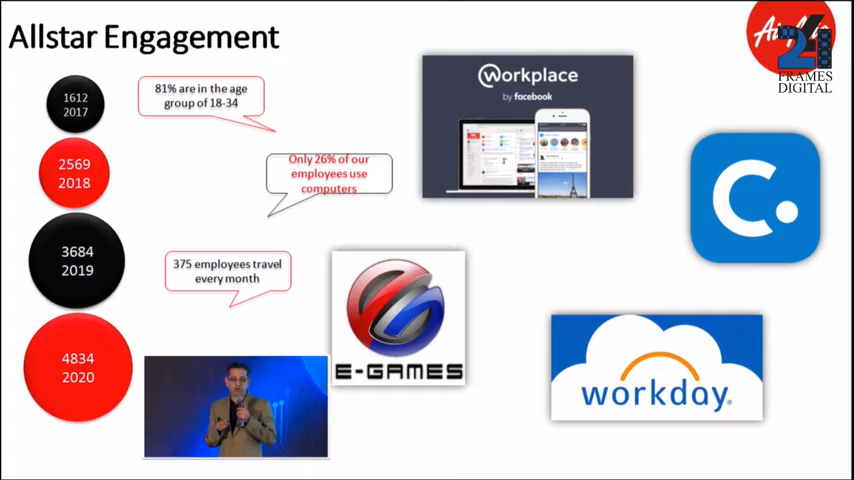 Allstar Engagement
AirAsia
24
FRAMES
DIGITAL
1612
2017
81% are in the age
group of 18-34
2569
2018
Only 26% of our
employees use
computers
3684
2019
375 employees travel
every month
4834
2020
Workplace
by facebook
C.
E-GAMES
workday®